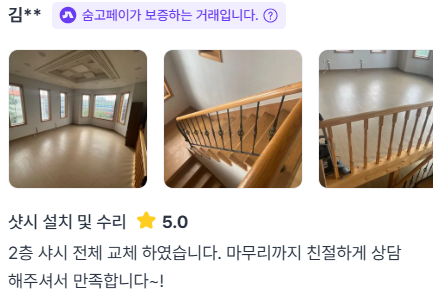 김** 숨고페이가 보증하는 거래입니다.
샷시 설치 및 수리 5.0
2층 샤시 전체 교체 하였습니다. 마무리까지 친절하게 상담
해주셔서 만족합니다~!